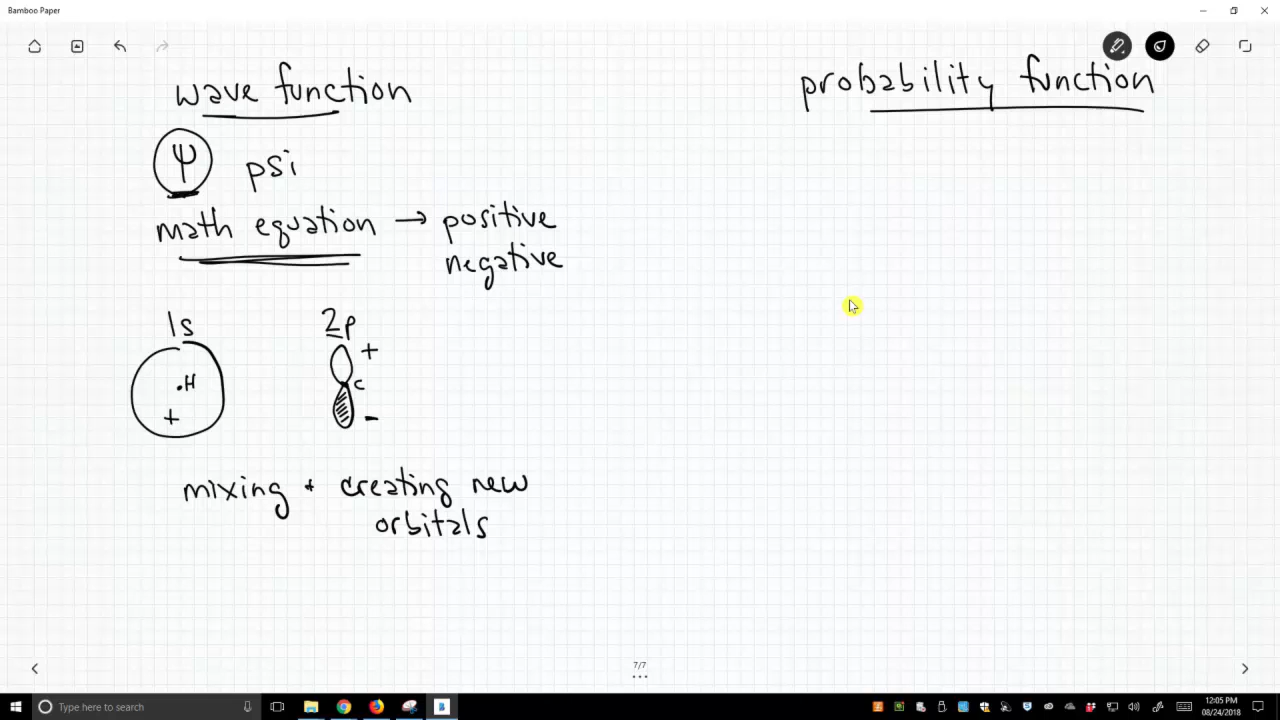 Bamboo Paper
wave function
probability function
Ψ psi
math equation → positive
negative
1s
2p
+
C
-
•H
+
mixing + creating new
orbitals
7/7
Type here to search
12:05 PM
08/24/2018